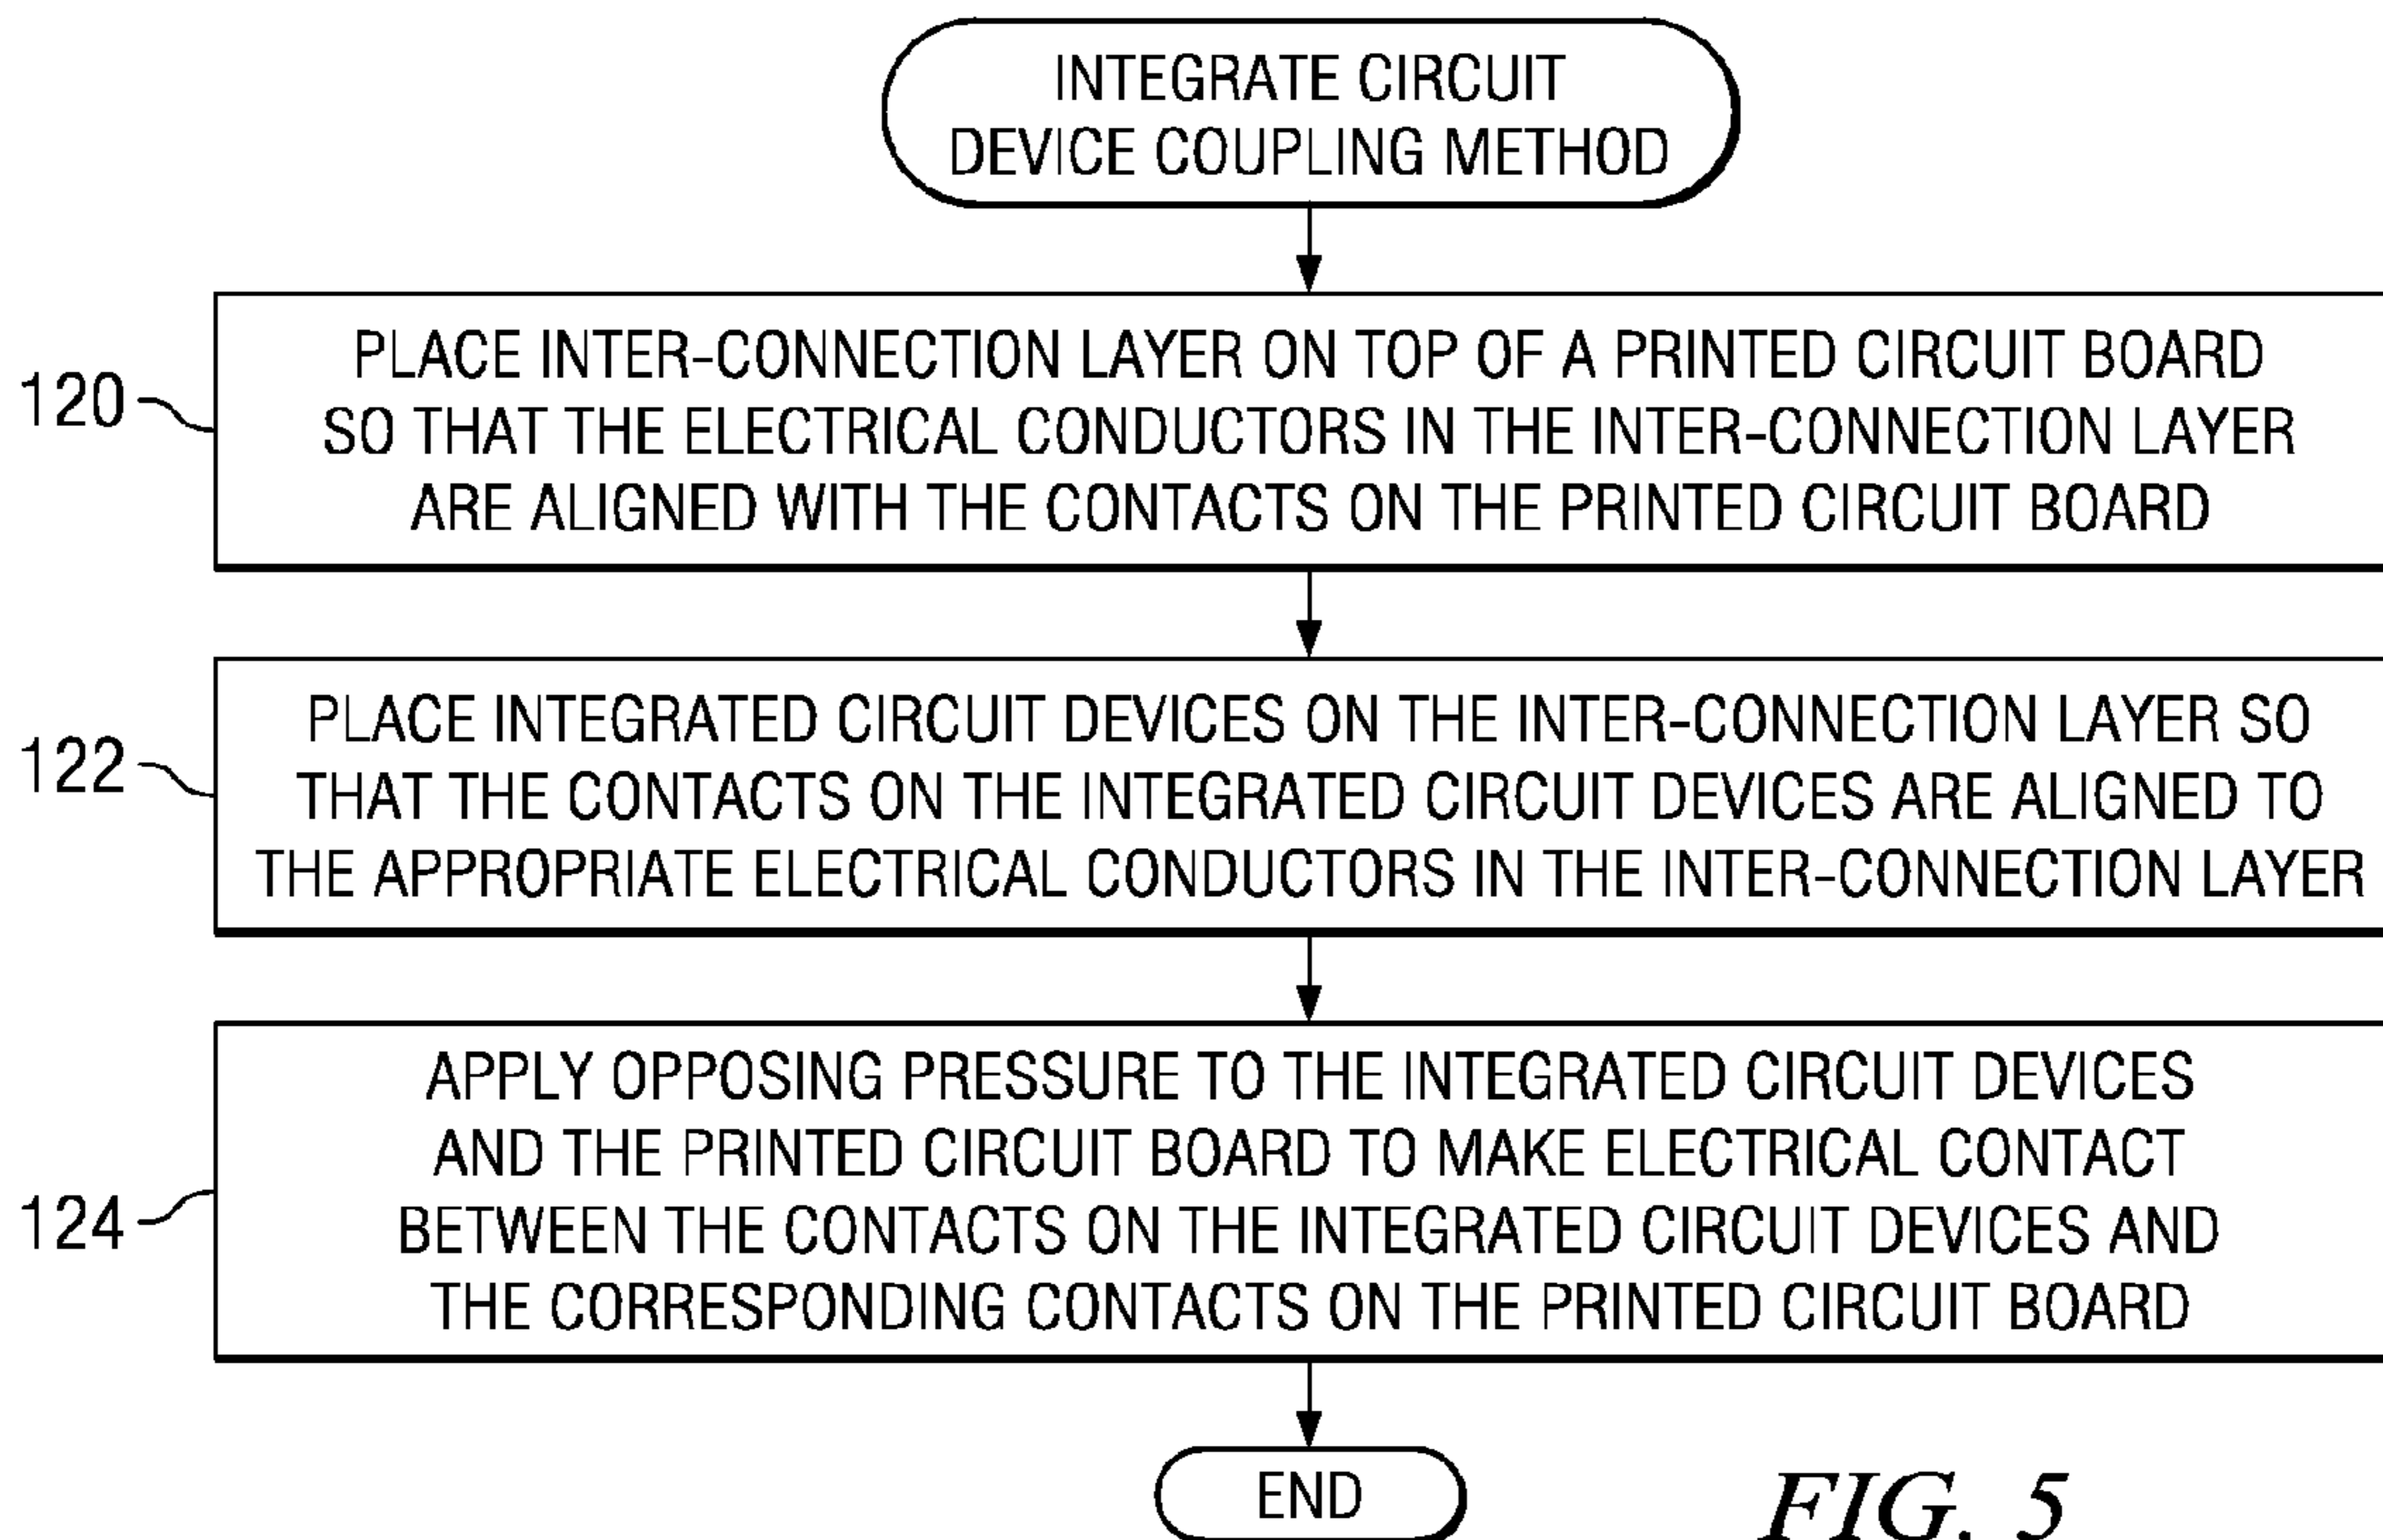 INTEGRATE CIRCUIT
DEVICE COUPLING METHOD
120
PLACE INTER-CONNECTION LAYER ON TOP OF A PRINTED CIRCUIT BOARD
SO THAT THE ELECTRICAL CONDUCTORS IN THE INTER-CONNECTION LAYER
ARE ALIGNED WITH THE CONTACTS ON THE PRINTED CIRCUIT BOARD
122
PLACE INTEGRATED CIRCUIT DEVICES ON THE INTER-CONNECTION LAYER SO
THAT THE CONTACTS ON THE INTEGRATED CIRCUIT DEVICES ARE ALIGNED TO
THE APPROPRIATE ELECTRICAL CONDUCTORS IN THE INTER-CONNECTION LAYER
124
APPLY OPPOSING PRESSURE TO THE INTEGRATED CIRCUIT DEVICES
AND THE PRINTED CIRCUIT BOARD TO MAKE ELECTRICAL CONTACT
BETWEEN THE CONTACTS ON THE INTEGRATED CIRCUIT DEVICES AND
THE CORRESPONDING CONTACTS ON THE PRINTED CIRCUIT BOARD
END
FIG. 5